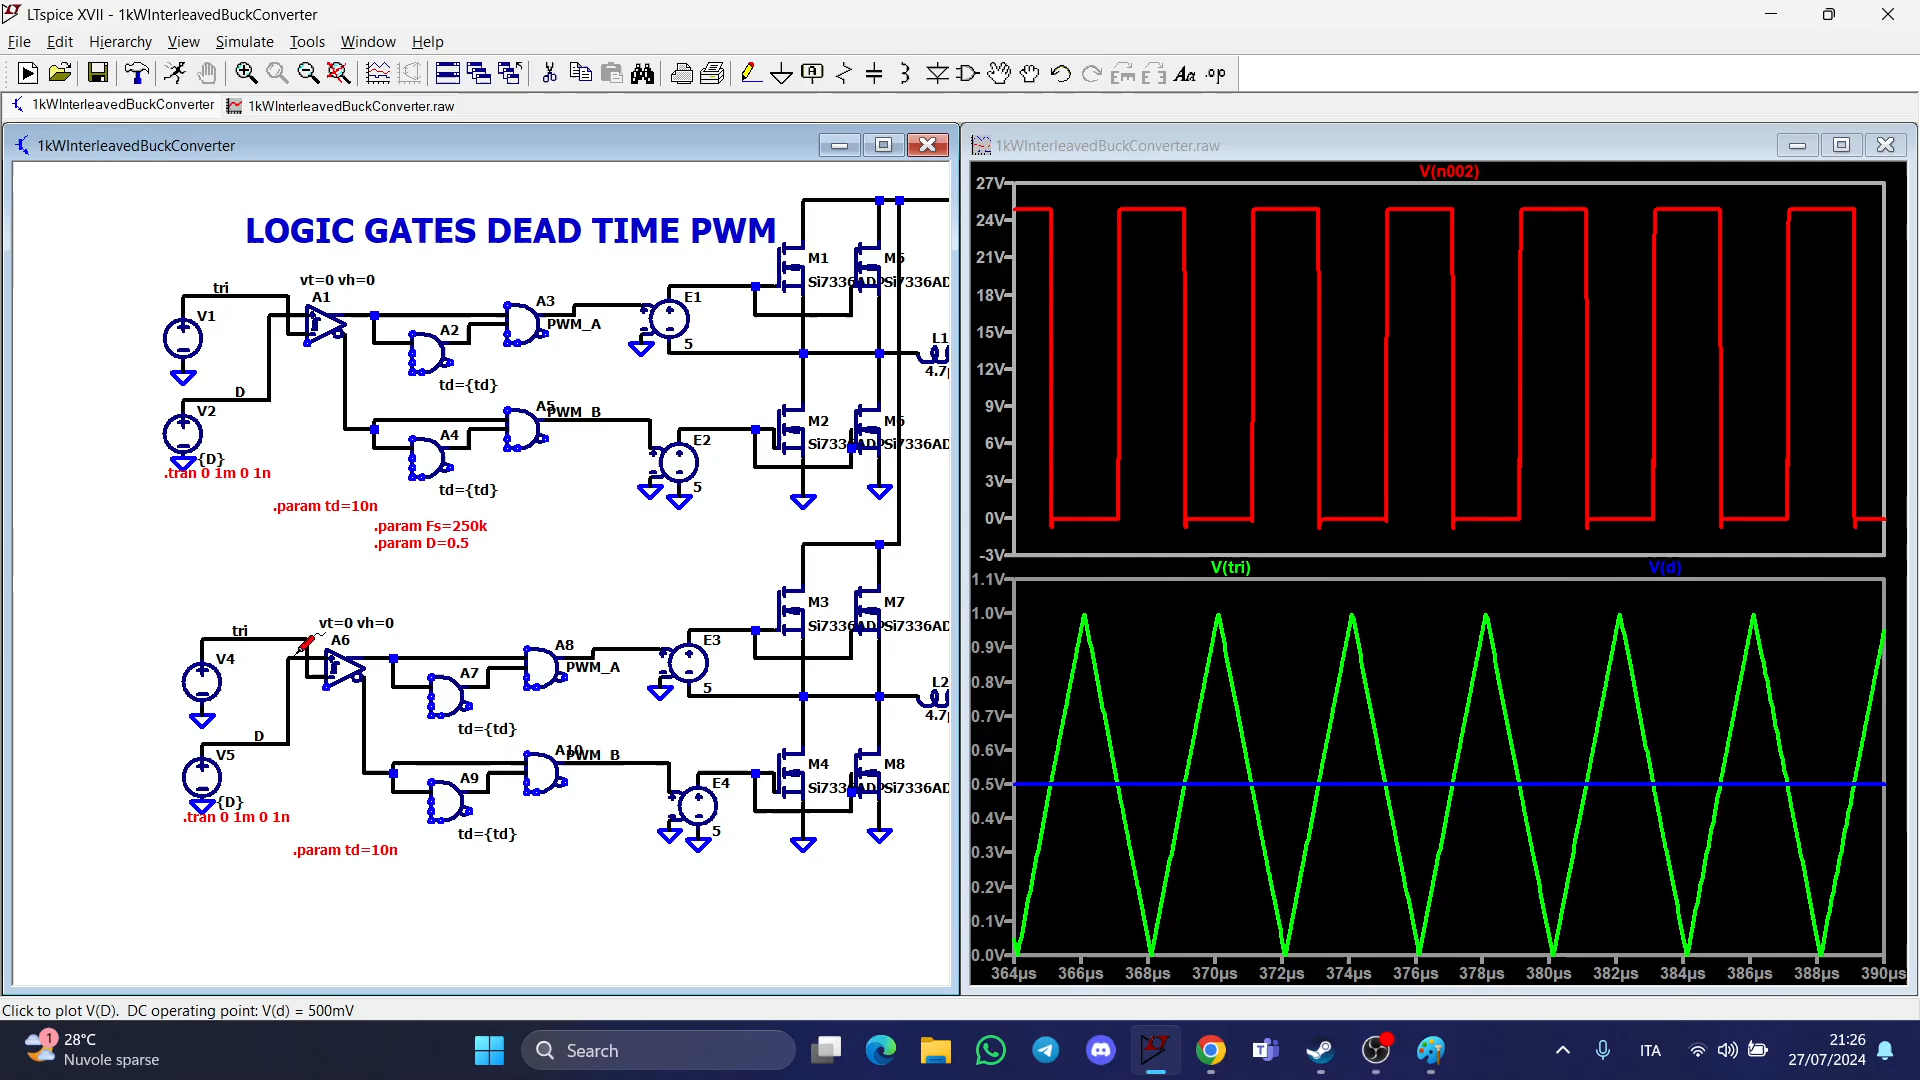 LTspice XVII - 1kWInterleavedBuckConverter
File Edit Hierarchy View Simulate Tools Window Help
1kWInterleavedBuckConverter 1kWInterleavedBuckConverter.raw
1kWInterleavedBuckConverter
LOGIC GATES DEAD TIME PWM
tri
vt=0 vh=0
A1
V1
A2
A3
PWM_A
td={td}
E1
5
M1
Si7336ADP
M5
Si7336AD
L1
4.7
D
V2
{D}
.tran 0 1m 0 1n
A4
td={td}
A5
PWM_B
E2
5
M2
Si7336ADP
M6
Si7336AD
.param td=10n
.param Fs=250k
.param D=0.5
tri
vt=0 vh=0
A6
V4
A7
A8
PWM_A
td={td}
E3
5
M3
Si7336ADP
M7
Si7336AD
L2
4.7
D
V5
{D}
.tran 0 1m 0 1n
A9
td={td}
A10
PWM_B
E4
5
M4
Si7336ADP
M8
Si7336AD
.param td=10n
1kWInterleavedBuckConverter.raw
V(n002)
27V
24V
21V
18V
15V
12V
9V
6V
3V
0V
-3V
V(tri) V(d)
1.1V
1.0V
0.9V
0.8V
0.7V
0.6V
0.5V
0.4V
0.3V
0.2V
0.1V
0.0V
364µs 366µs 368µs 370µs 372µs 374µs 376µs 378µs 380µs 382µs 384µs 386µs 388µs 390µs
Click to plot V(D). DC operating point: V(d) = 500mV
1
28°C
Nuvole sparse
Search
ITA
21:26
27/07/2024